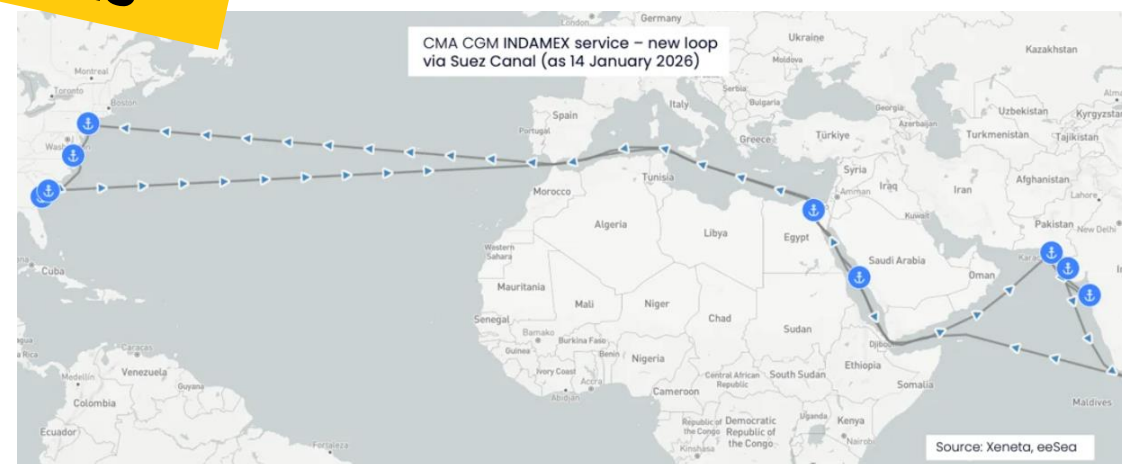 CMA CGM INDAMEX service – new loop
via Suez Canal (as 14 January 2026)
London
Germany
Ukraine
Kazakhstan
Moldova
Montreal
Toronto
Boston
Serbia
Bulgaria
Italy
Georgia
Uzbekistan
Kyrgyzstan
Spain
Portugal
Azerbaijan
Greece
Türkiye
Turkmenistan
Tajikistan
Tunisia
Syria
Afghanistan
Morocco
Amman
Iraq
Iran
Lahore
Algeria
Kuwait
Pakistan
New Delhi
Libya
Egypt
Western
Sahara
Saudi Arabia
Oman
Cuba
Mauritania
Mali
Niger
Senegal
Chad
Sudan
Bamako
Burkina Faso
Djibou
Guinea
Benin
Nigeria
Ethiopia
Caracas
Ivory Coast
Accra
Abidjan
Central African
Republic
South Sudan
Somalia
Venezuela
Medellín
Guyana
Colombia
Cameroon
Maldives
Republic of
the Congo
Democratic
Republic of
the Congo
Uganda
Kenya
Nairobi
Ecuador
Kinshasa
Fortaleza
Source: Xeneta, eeSea